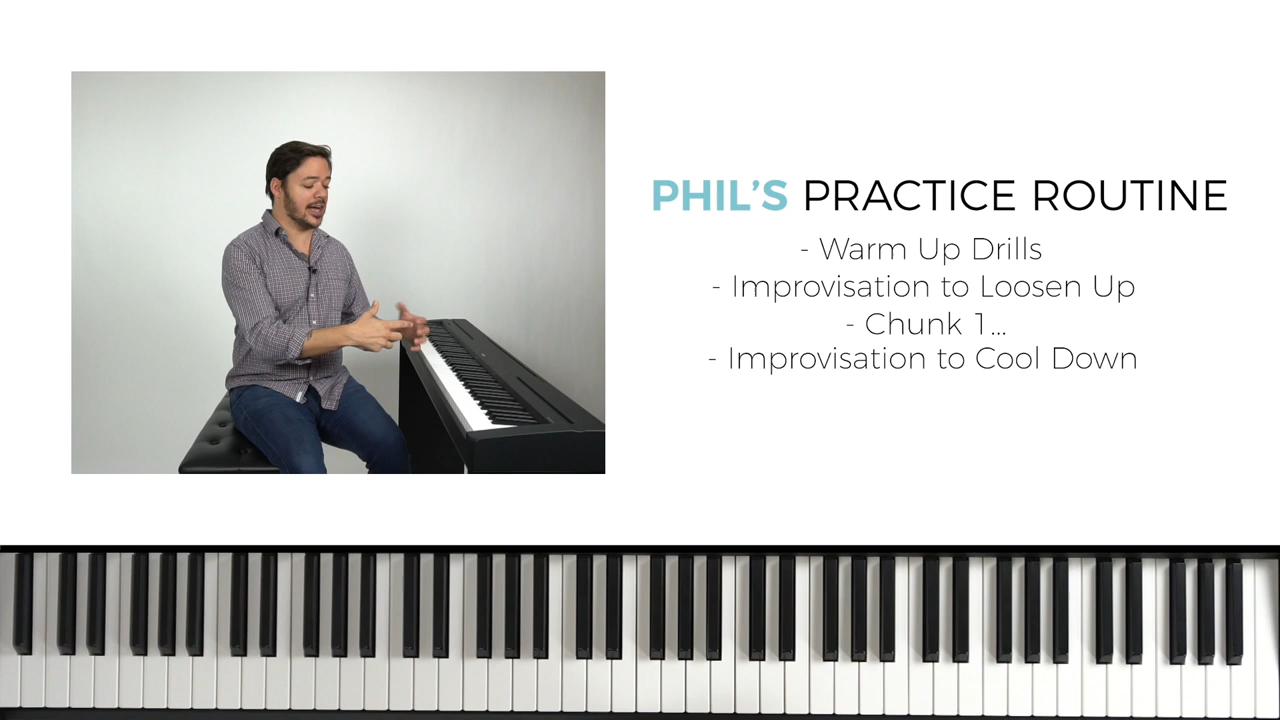 PHIL'S PRACTICE ROUTINE
- Warm Up Drills
- Improvisation to Loosen Up
- Chunk 1...
- Improvisation to Cool Down